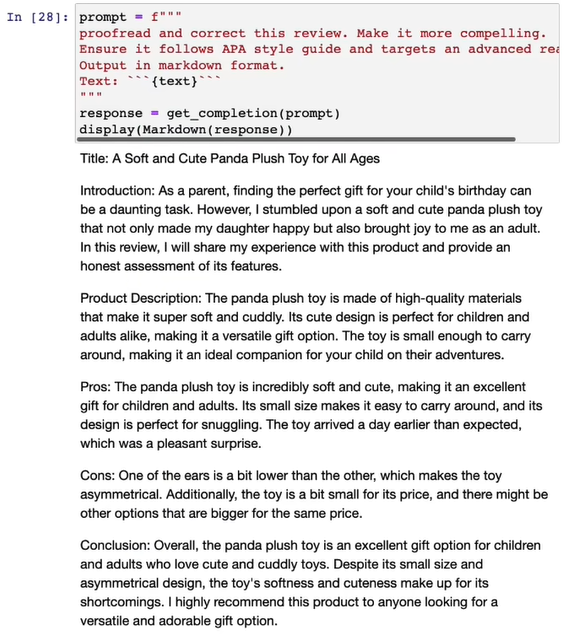 In [28]:
prompt = f"""
proofread and correct this review. Make it more compelling.
Ensure it follows APA style guide and targets an advanced
Output in markdown format.
Text: ```{text}```
"""
response = get_completion(prompt)
display(Markdown(response))
Title: A Soft and Cute Panda Plush Toy for All Ages
Introduction: As a parent, finding the perfect gift for your child's birthday can
be a daunting task. However, I stumbled upon a soft and cute panda plush toy
that not only made my daughter happy but also brought joy to me as an adult.
In this review, I will share my experience with this product and provide an
honest assessment of its features.
Product Description: The panda plush toy is made of high-quality materials
that make it super soft and cuddly. Its cute design is perfect for children and
adults alike, making it a versatile gift option. The toy is small enough to carry
around, making it an ideal companion for your child on their adventures.
Pros: The panda plush toy is incredibly soft and cute, making it an excellent
gift for children and adults. Its small size makes it easy to carry around, and its
design is perfect for snuggling. The toy arrived a day earlier than expected,
which was a pleasant surprise.
Cons: One of the ears is a bit lower than the other, which makes the toy
asymmetrical. Additionally, the toy is a bit small for its price, and there might be
other options that are bigger for the same price.
Conclusion: Overall, the panda plush toy is an excellent gift option for children
and adults who love cute and cuddly toys. Despite its small size and
asymmetrical design, the toy's softness and cuteness make up for its
shortcomings. I highly recommend this product to anyone looking for a
versatile and adorable gift option.